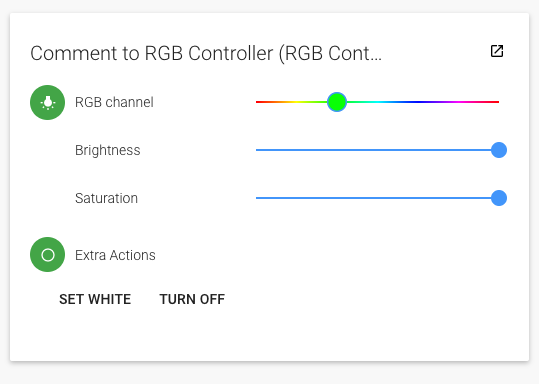 Comment to RGB Controller (RGB Cont…
RGB channel
Brightness
Saturation
Extra Actions
SET WHITE TURN OFF